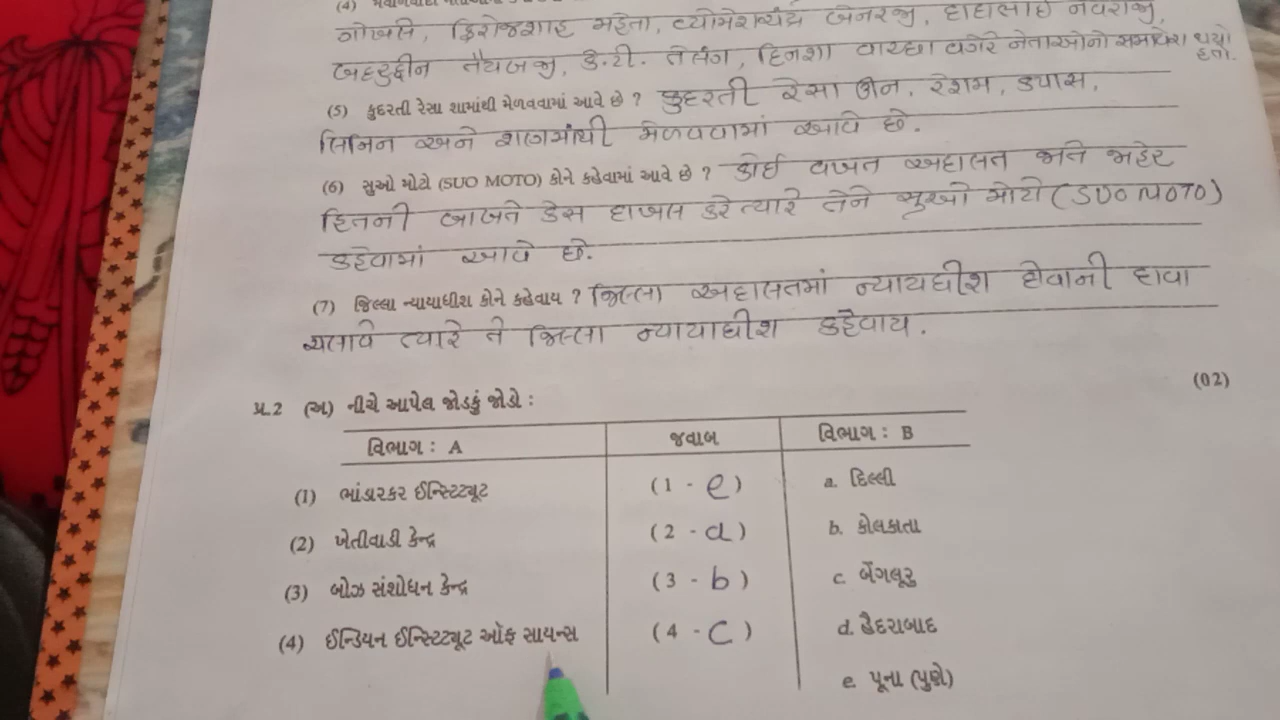 ગોખલે, ફિરોજશાહ મહેતા, વ્યોમેશચંદ્ર બેનરજી, દાદાભાઈ નવરોજી,
બદરુદ્દીન તૈયબજી, કે.ટી. તેલંગ, દિનશા વાચ્છા વગેરે નેતાઓનો સમાવેશ થયો હતો.
(5) કુદરતી રેસા શામાંથી મેળવવામાં આવે છે ? કુદરતી રેસા ઊન, રેશમ, કપાસ,
લિનિન અને શણમાંથી મેળવવામાં આવે છે.
(6) સુઓ મોટો (SUO MOTO) કોને કહેવામાં આવે છે ? કોઈ વખત અદાલત જાતે જાહેર
હિતની બાબતે કેસ દાખલ કરે ત્યારે તેને સુઓ મોટો (SUO MOTO)
કહેવામાં આવે છે.
(7) જિલ્લા ન્યાયાધીશ કોને કહેવાય ? જિલ્લા અદાલતમાં ન્યાયધીશ દીવાની દાવા
ચલાવે ત્યારે તે જિલ્લા ન્યાયાધીશ કહેવાય.
પ્ર.2 (અ) નીચે આપેલ જોડકું જોડો : (02)
વિભાગ : A જવાબ વિભાગ : B
(1) ભાંડારકર ઈન્સ્ટિટ્યૂટ (1 - e) a. દિલ્લી
(2) ખેતીવાડી કેન્દ્ર (2 - a) b. કોલકાતા
(3) બોઝ સંશોધન કેન્દ્ર (3 - b) c. બેંગલૂરુ
(4) ઈન્ડિયન ઈન્સ્ટિટ્યૂટ ઑફ સાયન્સ (4 - c) d. હૈદરાબાદ
e. પૂના (પુણે)